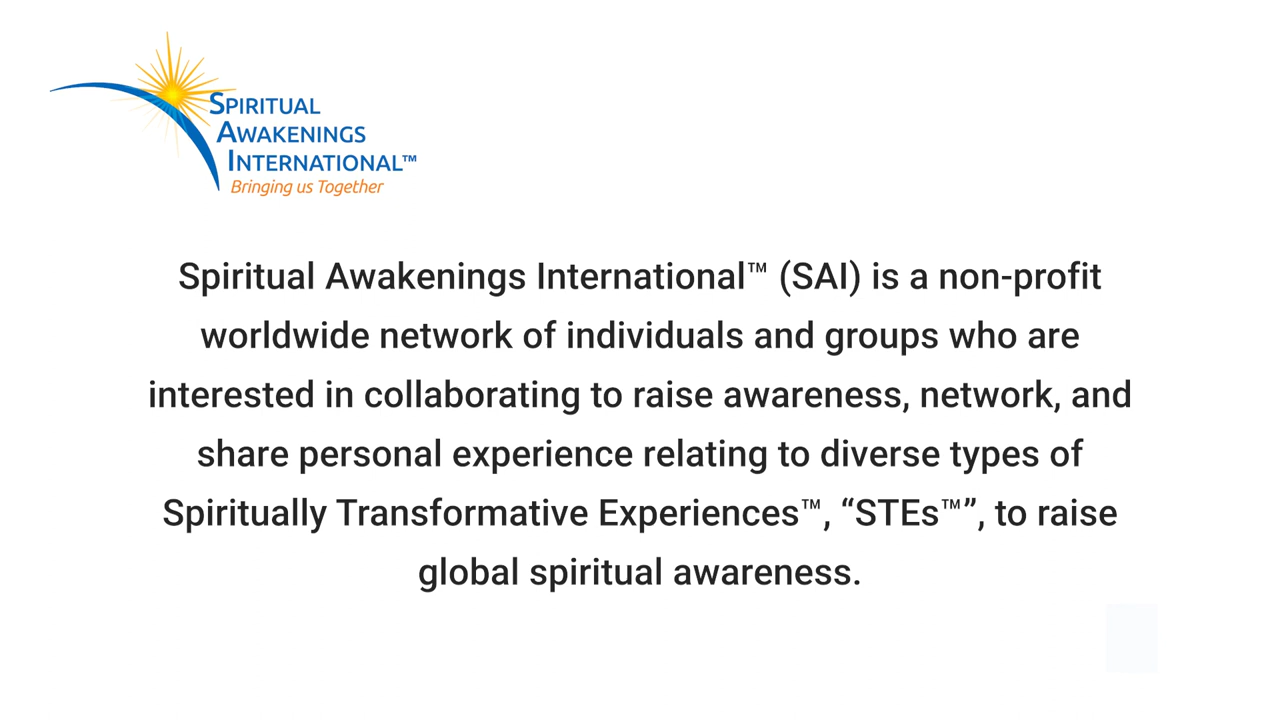 SPIRITUAL
AWAKENINGS
INTERNATIONAL™
Bringing us Together
Spiritual Awakenings International™ (SAI) is a non-profit
worldwide network of individuals and groups who are
interested in collaborating to raise awareness, network, and
share personal experience relating to diverse types of
Spiritually Transformative Experiences™, “STEs™”, to raise
global spiritual awareness.